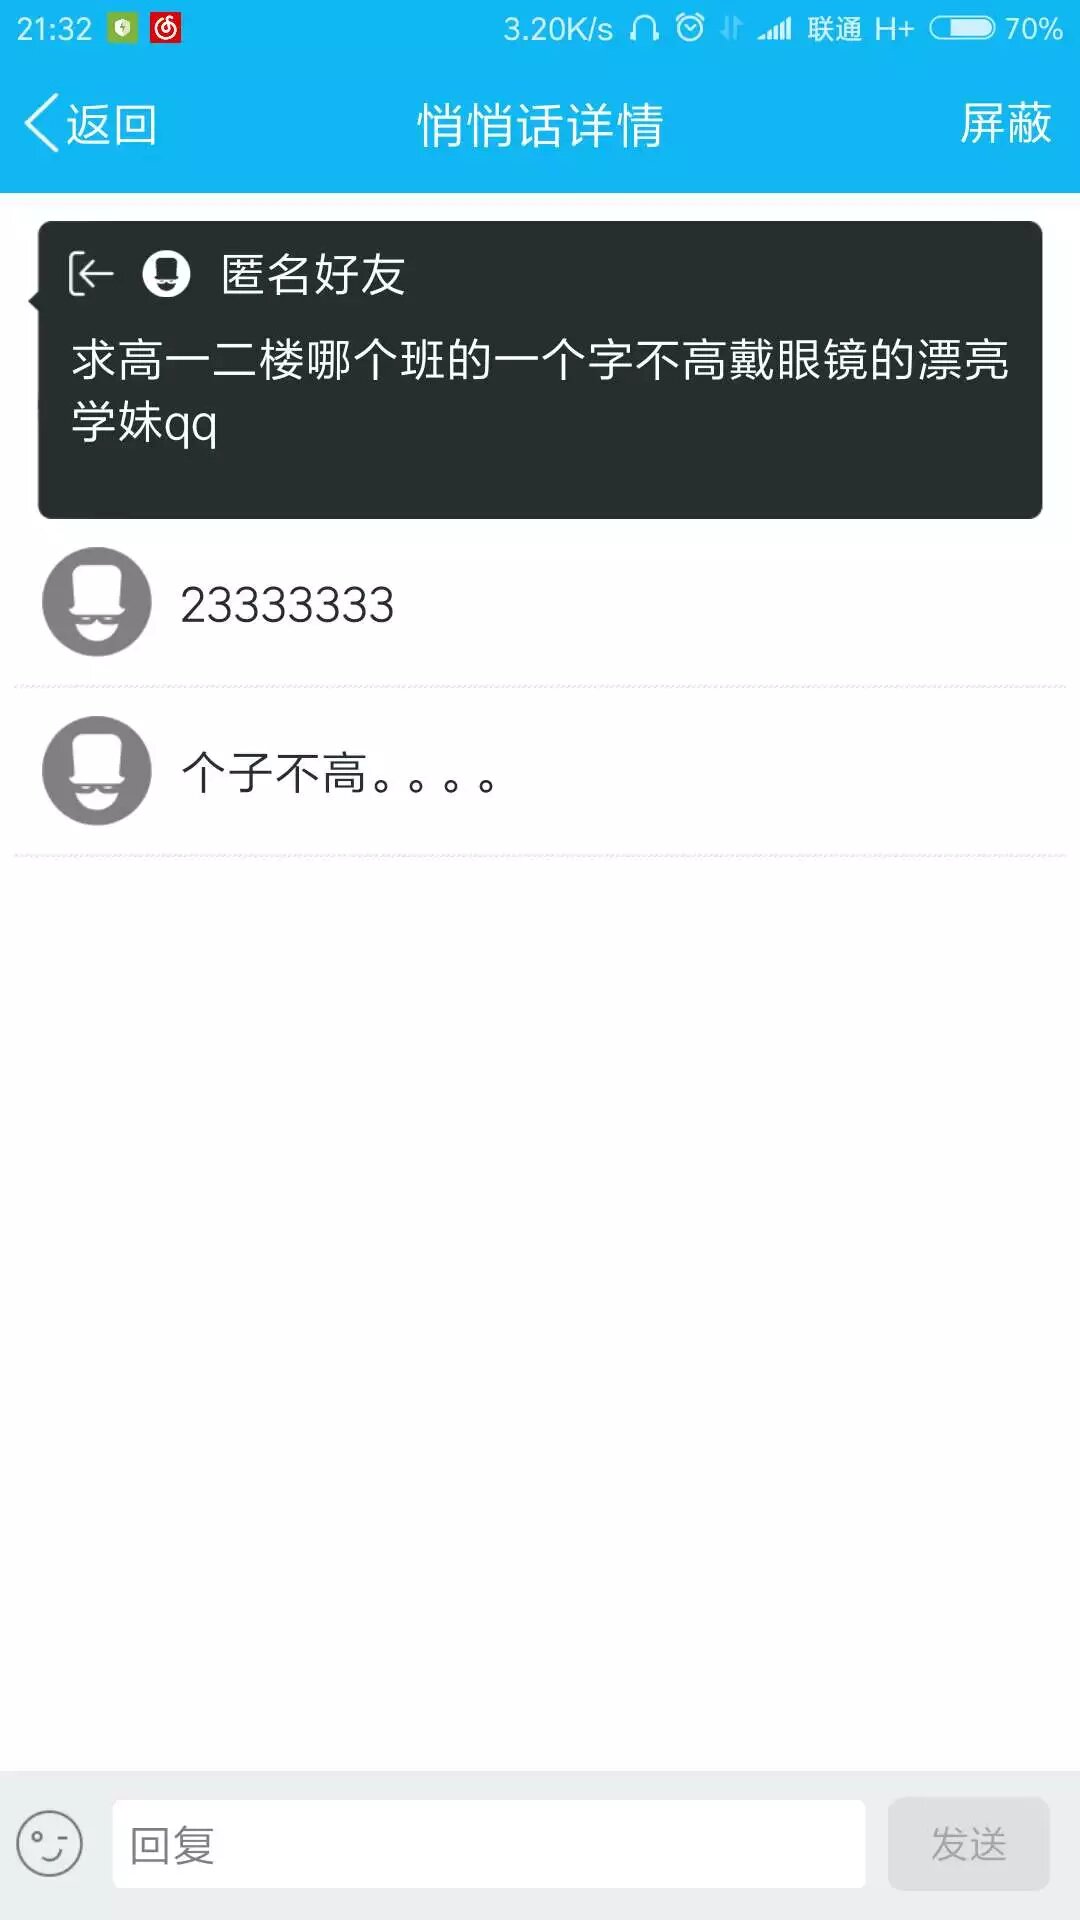 21:32 3.20K/s 联通 H+ 70%
返回 悄悄话详情 屏蔽
匿名好友
求高一二楼哪个班的一个字不高戴眼镜的漂亮
学妹qq
23333333
个子不高。。。。
回复 发送